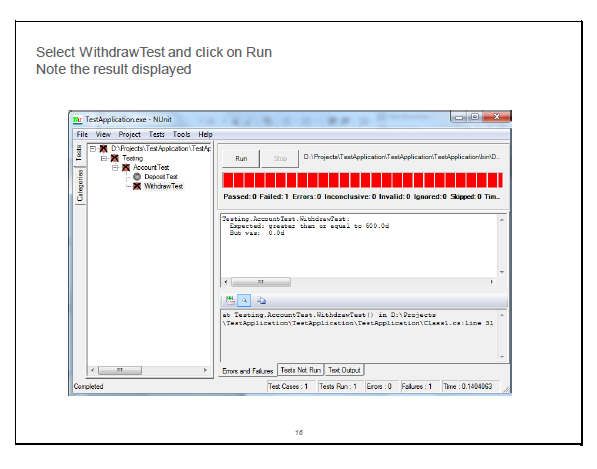 Select WithdrawTest and click on Run
Note the result displayed
TestApplication.exe - NUnit
File View Project Tests Tools Help
Tests
Categories
D:\Projects\TestApplication\TestAp
Testing
AccountTest
DepositTest
WithdrawTest
Run
Stop
D:\Projects\TestApplication\TestApplication\TestApplication\bin\D...
Passed: 0 Failed: 1 Errors: 0 Inconclusive: 0 Invalid: 0 Ignored: 0 Skipped: 0 Tim...
Testing.AccountTest.WithdrawTest:
Expected: greater than or equal to 500.0d
But was: 0.0d
at Testing.AccountTest.WithdrawTest() in D:\Projects
\TestApplication\TestApplication\TestApplication\Class1.cs:line 31
Errors and Failures
Tests Not Run
Text Output
Completed
Test Cases : 1
Tests Run : 1
Errors : 0
Failures : 1
Time : 0.1404063
16